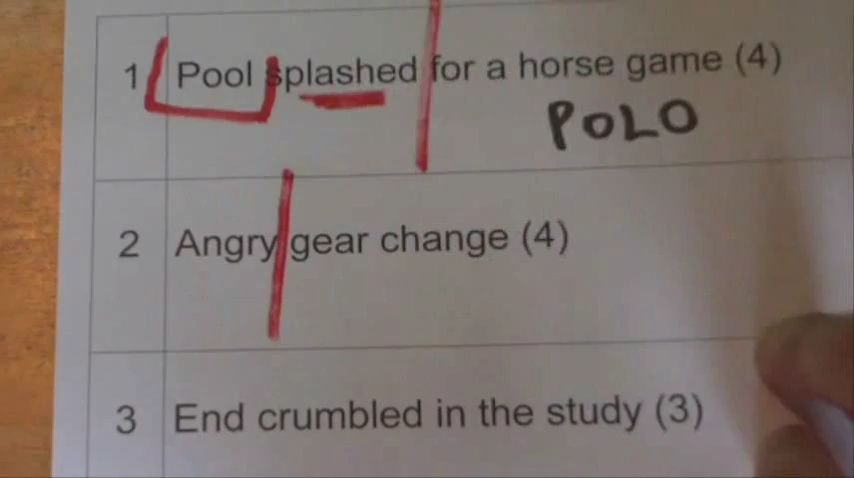 1 Pool splashed for a horse game (4)
POLO
2 Angry gear change (4)
3 End crumbled in the study (3)